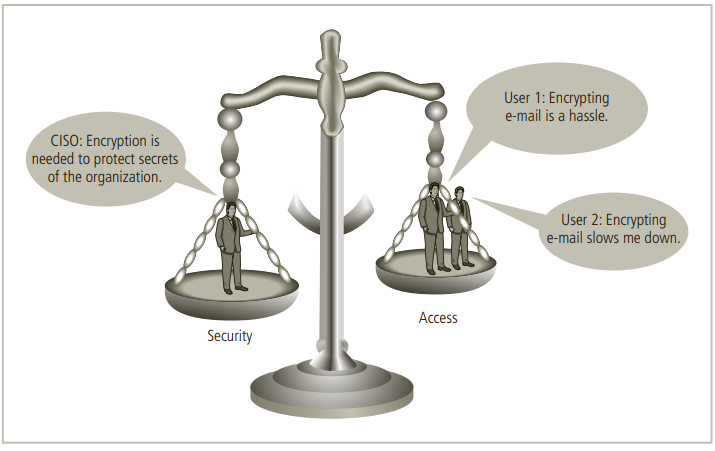 CISO: Encryption is
needed to protect secrets
of the organization.
User 1: Encrypting
e-mail is a hassle.
User 2: Encrypting
e-mail slows me down.
Security
Access